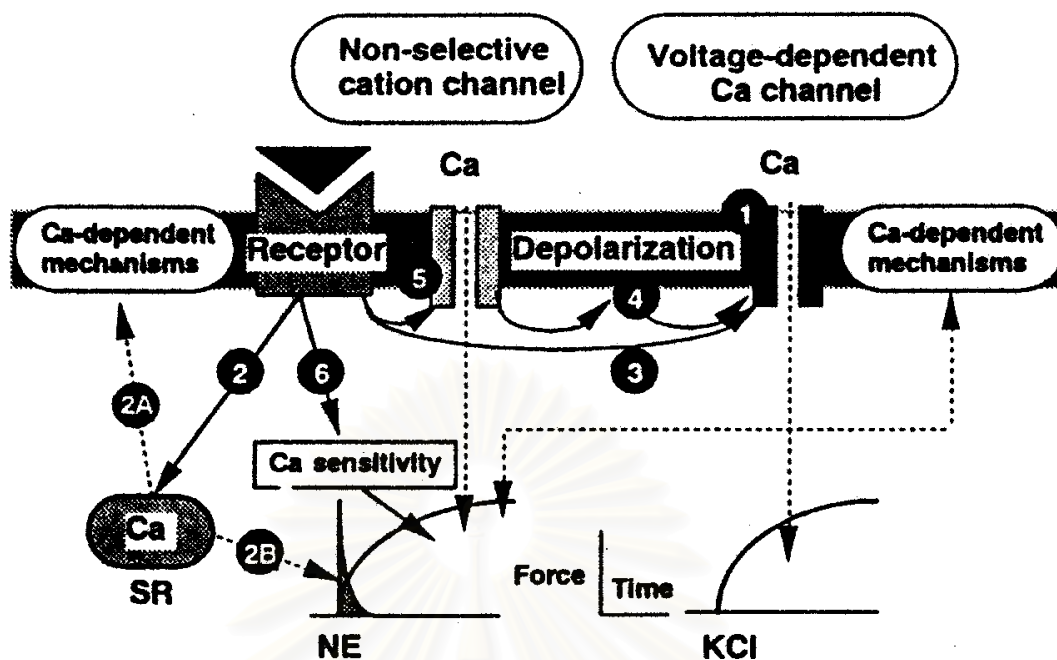 Non-selective
cation channel
Voltage-dependent
Ca channel
Ca
Ca
Ca-dependent
mechanisms
Receptor
Depolarization
Ca-dependent
mechanisms
1
5
4
2
6
3
2A
Ca sensitivity
Ca
2B
SR
Force
Time
NE
KCl